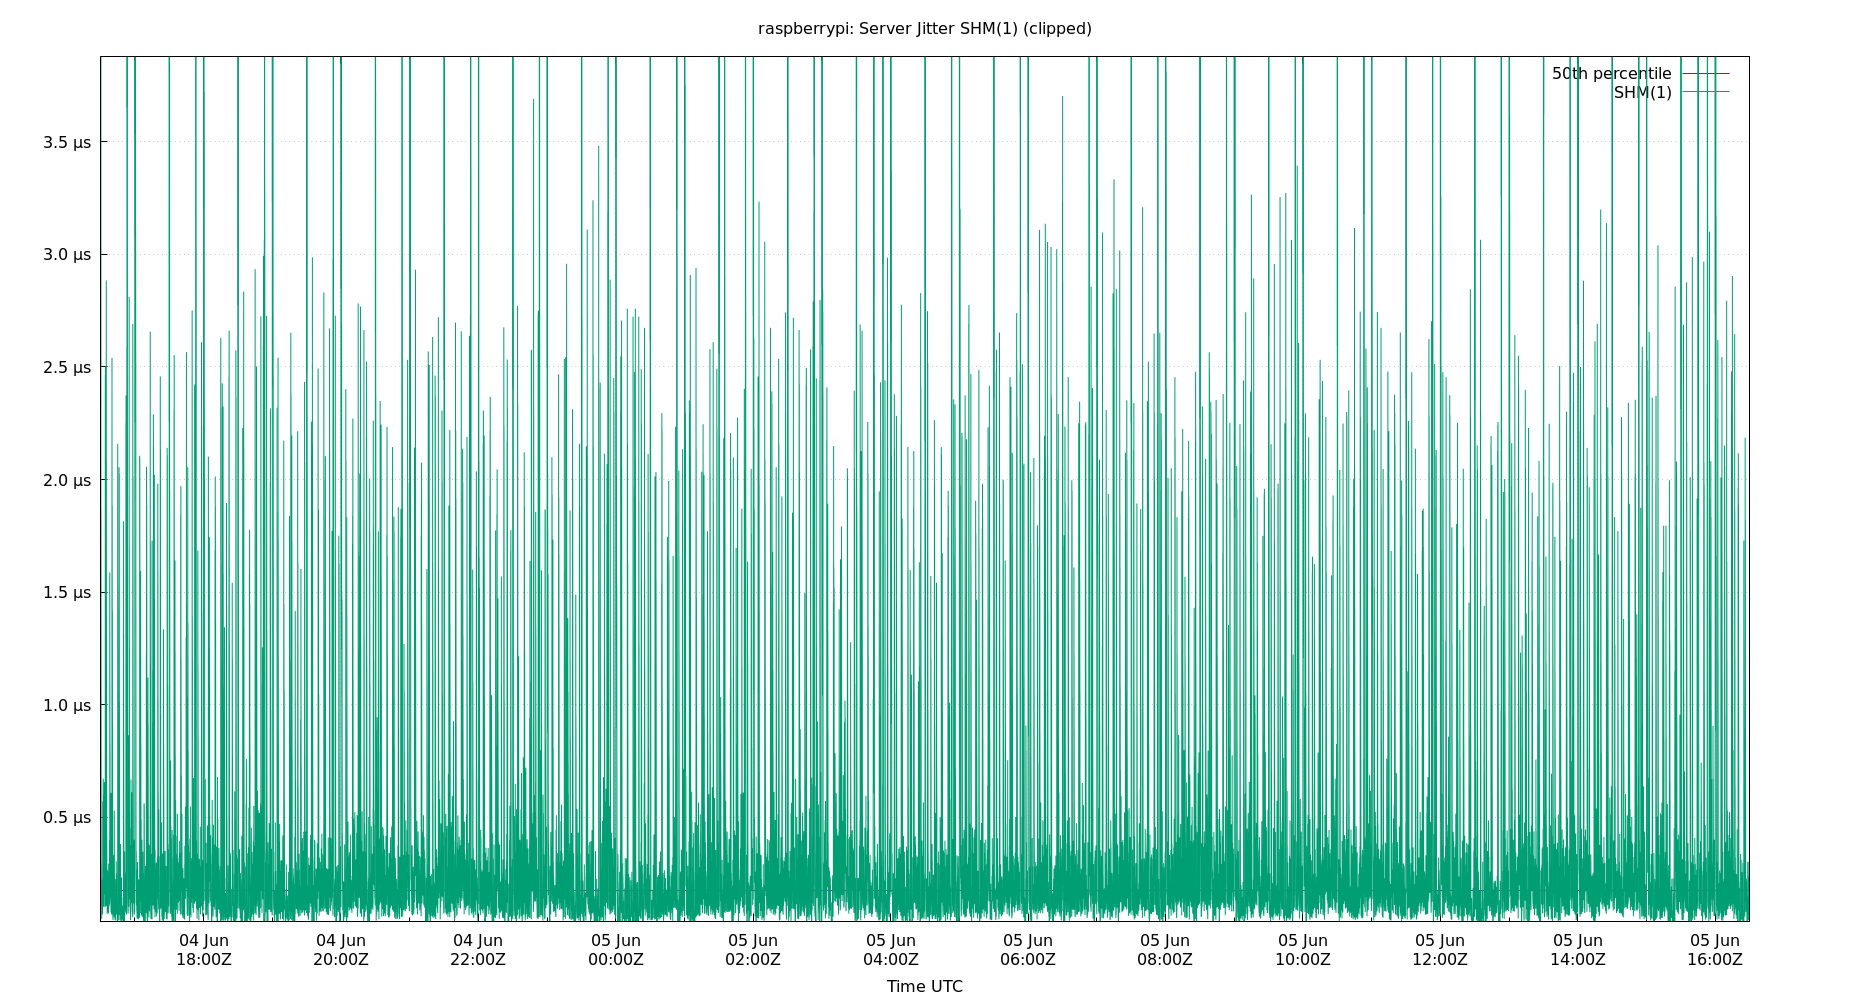 raspberrypi: Server Jitter SHM(1) (clipped)
50th percentile
SHM(1)
3.5 µs
3.0 µs
2.5 µs
2.0 µs
1.5 µs
1.0 µs
0.5 µs
04 Jun 04 Jun 04 Jun 05 Jun 05 Jun 05 Jun 05 Jun 05 Jun 05 Jun 05 Jun 05 Jun 05 Jun
18:00Z 20:00Z 22:00Z 00:00Z 02:00Z 04:00Z 06:00Z 08:00Z 10:00Z 12:00Z 14:00Z 16:00Z
Time UTC